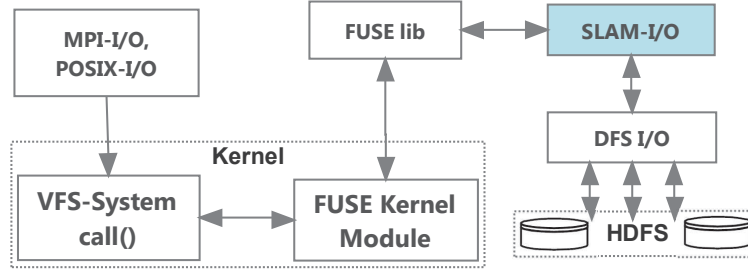 MPI-I/O,
POSIX-I/O
FUSE lib
SLAM-I/O
DFS I/O
Kernel
VFS-System
call()
FUSE Kernel
Module
HDFS